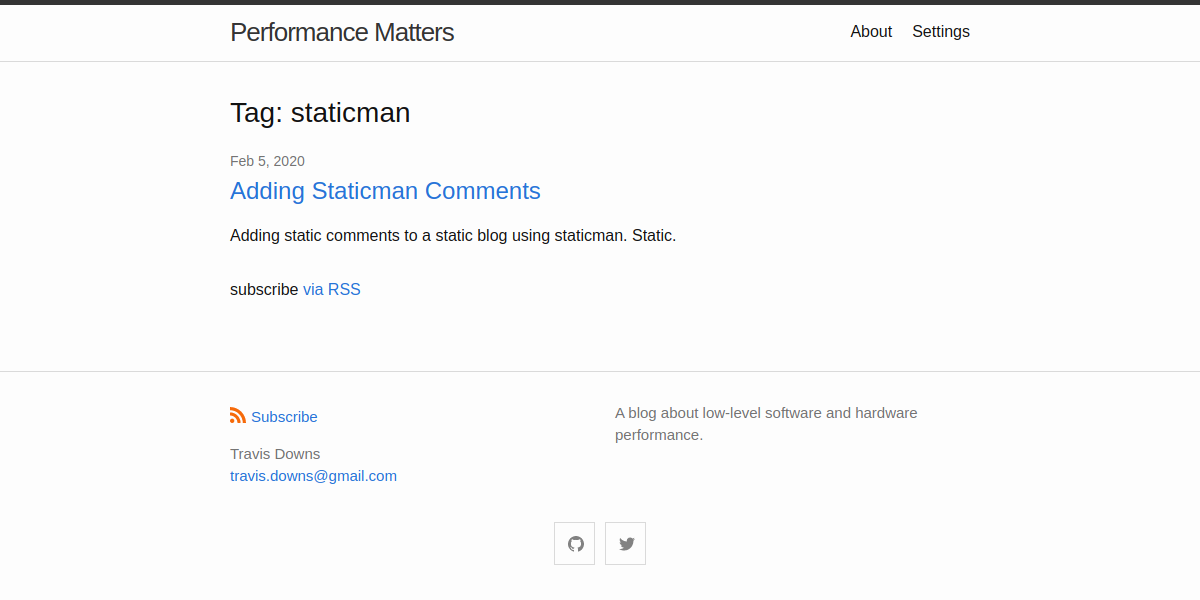 Performance Matters
About Settings
Tag: staticman
Feb 5, 2020
Adding Staticman Comments
Adding static comments to a static blog using staticman. Static.
subscribe via RSS
Subscribe
Travis Downs
travis.downs@gmail.com
A blog about low-level software and hardware
performance.